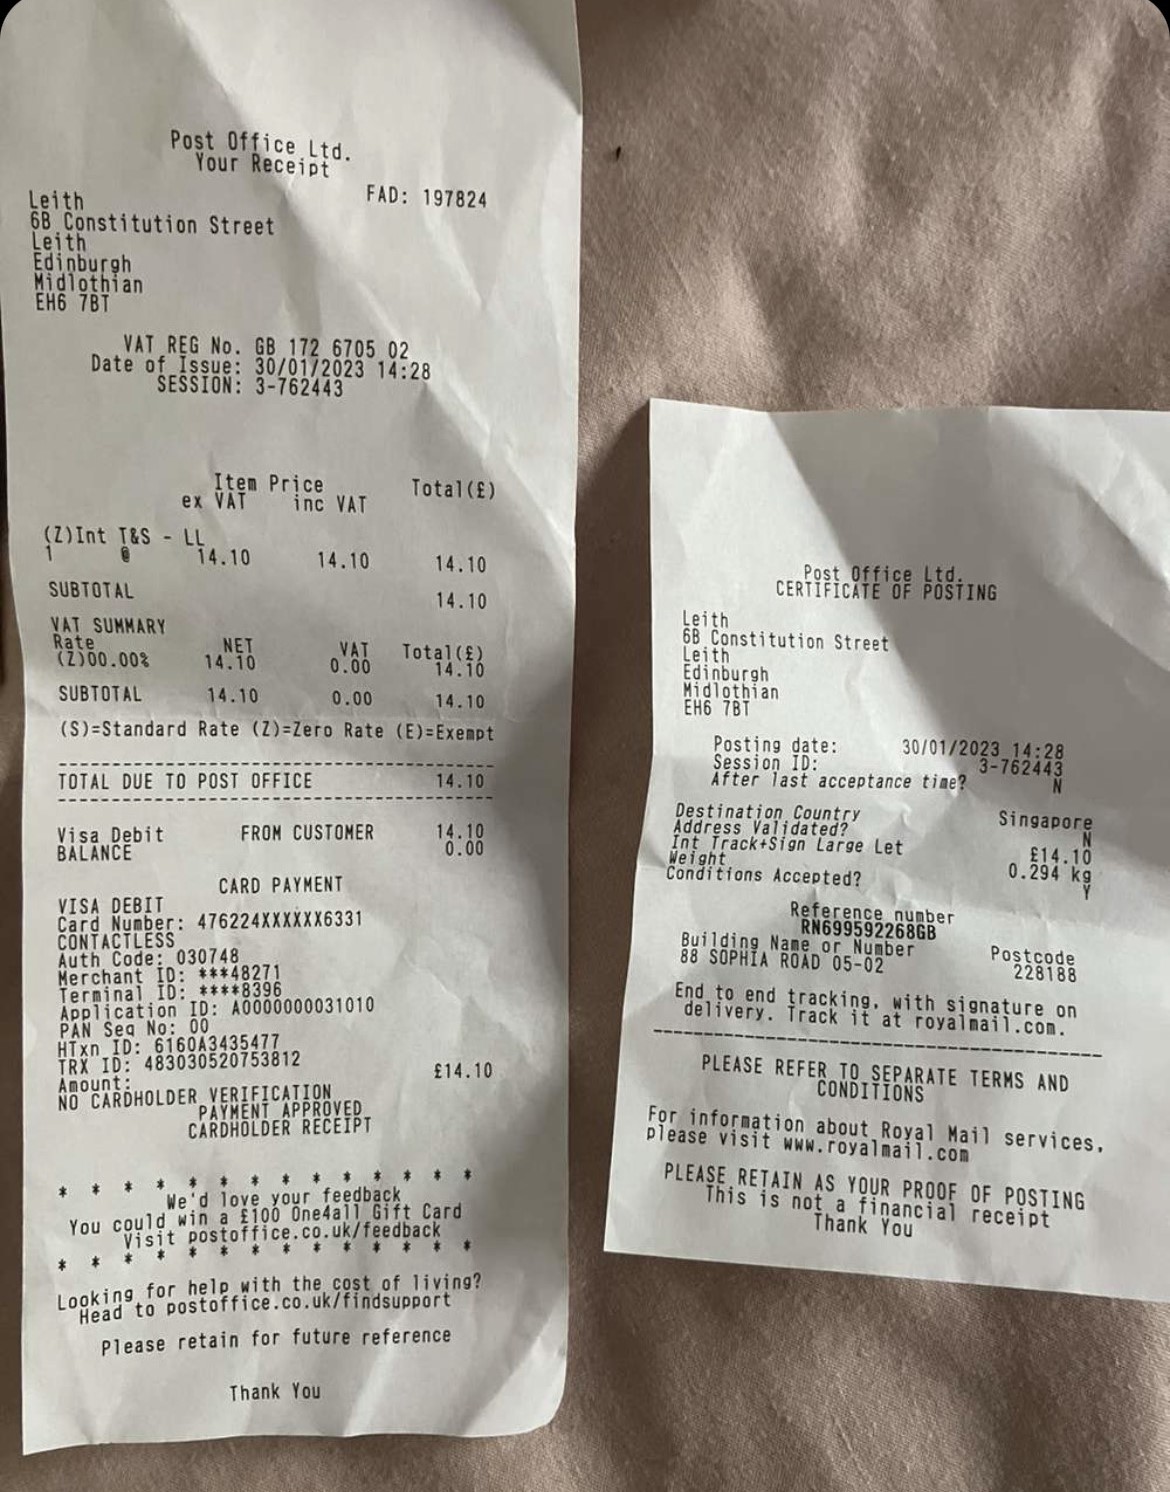 Post Office Ltd.
Your Receipt
Leith FAD: 197824
6B Constitution Street
Leith
Edinburgh
Midlothian
EH6 7BT
VAT REG No. GB 172 6705 02
Date of Issue: 30/01/2023 14:28
SESSION: 3-762443
Item Price Total(£)
ex VAT inc VAT
(Z)Int T&S - LL
1 @ 14.10 14.10 14.10
SUBTOTAL 14.10
VAT SUMMARY
Rate NET VAT Total(£)
(Z)00.00% 14.10 0.00 14.10
SUBTOTAL 14.10 0.00 14.10
(S)=Standard Rate (Z)=Zero Rate (E)=Exempt
--------------------------------------------
TOTAL DUE TO POST OFFICE 14.10
--------------------------------------------
Visa Debit FROM CUSTOMER 14.10
BALANCE 0.00
CARD PAYMENT
VISA DEBIT
Card Number: 476224XXXXXX6331
CONTACTLESS
Auth Code: 030748
Merchant ID: ***48271
Terminal ID: ****8396
Application ID: A0000000031010
PAN Seq No: 00
HTxn ID: 6160A3435477
TRX ID: 483030520753812
Amount: £14.10
NO CARDHOLDER VERIFICATION
PAYMENT APPROVED
CARDHOLDER RECEIPT
* * * * * * * * * * * * *
We'd love your feedback
You could win a £100 One4all Gift Card
Visit postoffice.co.uk/feedback
* * * * * * * * * * * * *
Looking for help with the cost of living?
Head to postoffice.co.uk/findsupport
Please retain for future reference
Thank You
Post Office Ltd.
CERTIFICATE OF POSTING
Leith
6B Constitution Street
Leith
Edinburgh
Midlothian
EH6 7BT
Posting date: 30/01/2023 14:28
Session ID: 3-762443
After last acceptance time? N
Destination Country Singapore
Address Validated? N
Int Track+Sign Large Let £14.10
Weight 0.294 kg
Conditions Accepted? Y
Reference number
RN699592268GB
Building Name or Number Postcode
88 SOPHIA ROAD 05-02 228188
End to end tracking, with signature on
delivery. Track it at royalmail.com.
--------------------------------------------
PLEASE REFER TO SEPARATE TERMS AND
CONDITIONS
For information about Royal Mail services,
please visit www.royalmail.com
PLEASE RETAIN AS YOUR PROOF OF POSTING
This is not a financial receipt
Thank You